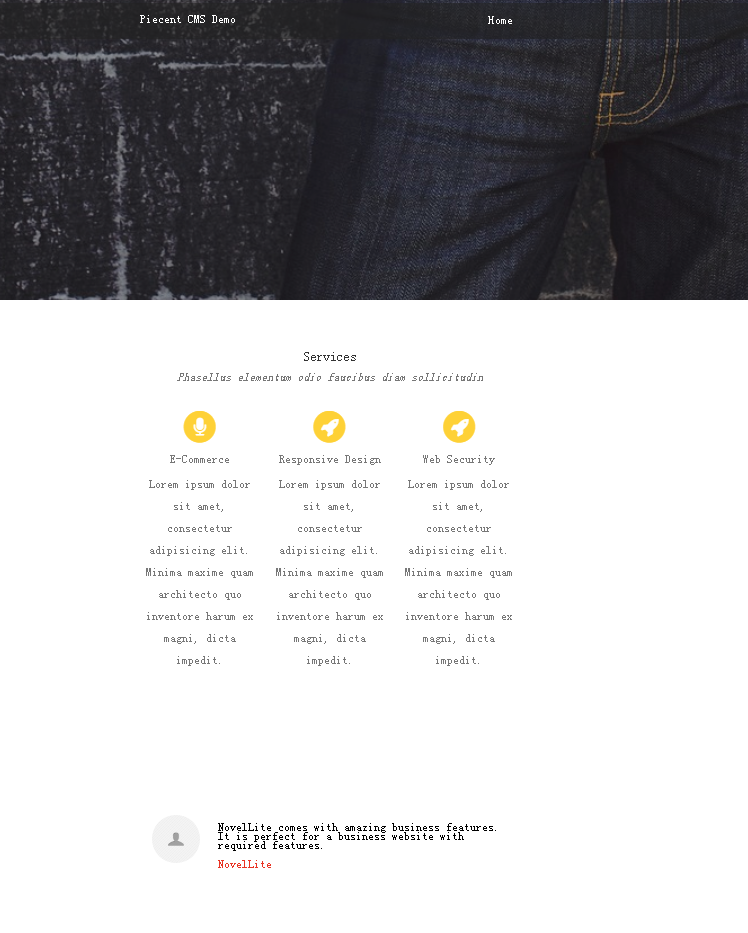 Piecent CMS Demo
Home
Services
Phasellus elementum odio faucibus diam sollicitudin
E-Commerce
Lorem ipsum dolor
sit amet,
consectetur
adipisicing elit.
Minima maxime quam
architecto quo
inventore harum ex
magni, dicta
impedit.
Responsive Design
Lorem ipsum dolor
sit amet,
consectetur
adipisicing elit.
Minima maxime quam
architecto quo
inventore harum ex
magni, dicta
impedit.
Web Security
Lorem ipsum dolor
sit amet,
consectetur
adipisicing elit.
Minima maxime quam
architecto quo
inventore harum ex
magni, dicta
impedit.
NovelLite comes with amazing business features.
It is perfect for a business website with
required features.
NovelLite